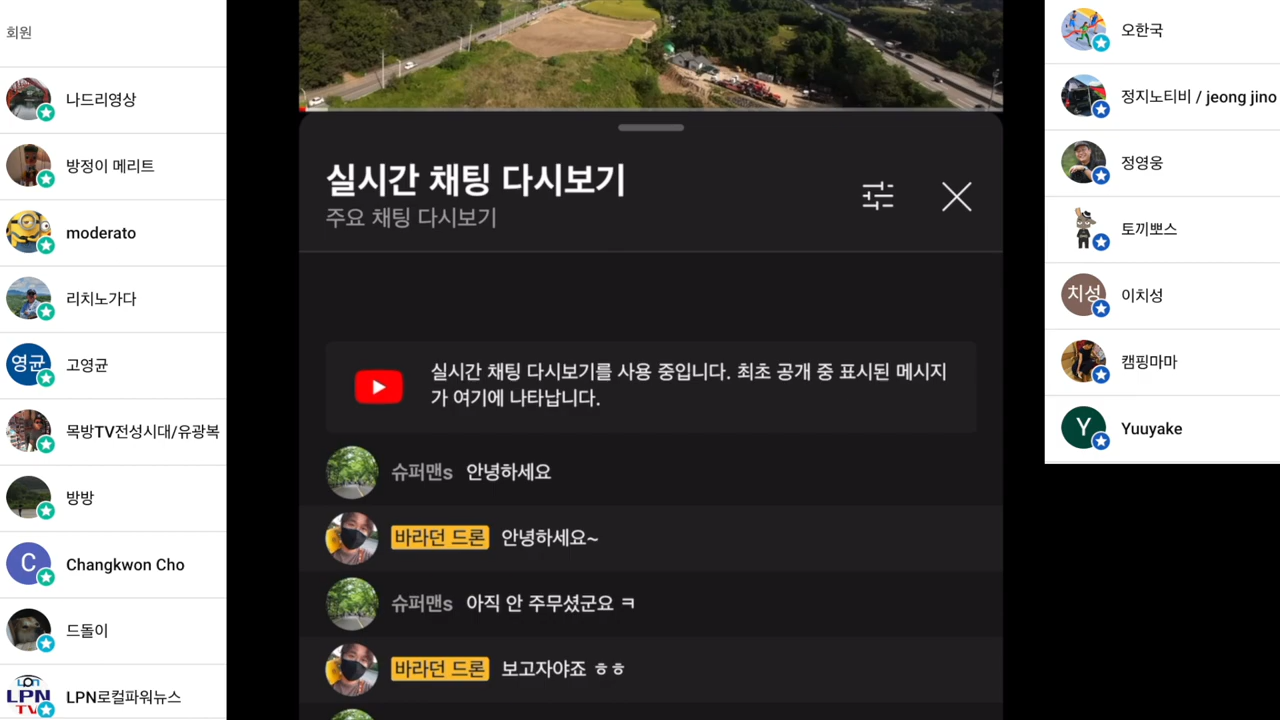 회원
나드리영상
방정이 메리트
moderato
리치노가다
영균
고영균
목방TV전성시대/유광복
방방
C
Changkwon Cho
드돌이
LPN
TV
LPN로컬파워뉴스
실시간 채팅 다시보기
주요 채팅 다시보기
실시간 채팅 다시보기를 사용 중입니다. 최초 공개 중 표시된 메시지
가 여기에 나타납니다.
슈퍼맨s 안녕하세요
바라던 드론 안녕하세요~
슈퍼맨s 아직 안 주무셨군요 ㅋ
바라던 드론 보고자야죠 ㅎㅎ
오한국
정지노티비 / jeong jino
정영웅
토끼뽀스
치성
이치성
캠핑마마
Y
Yuuyake